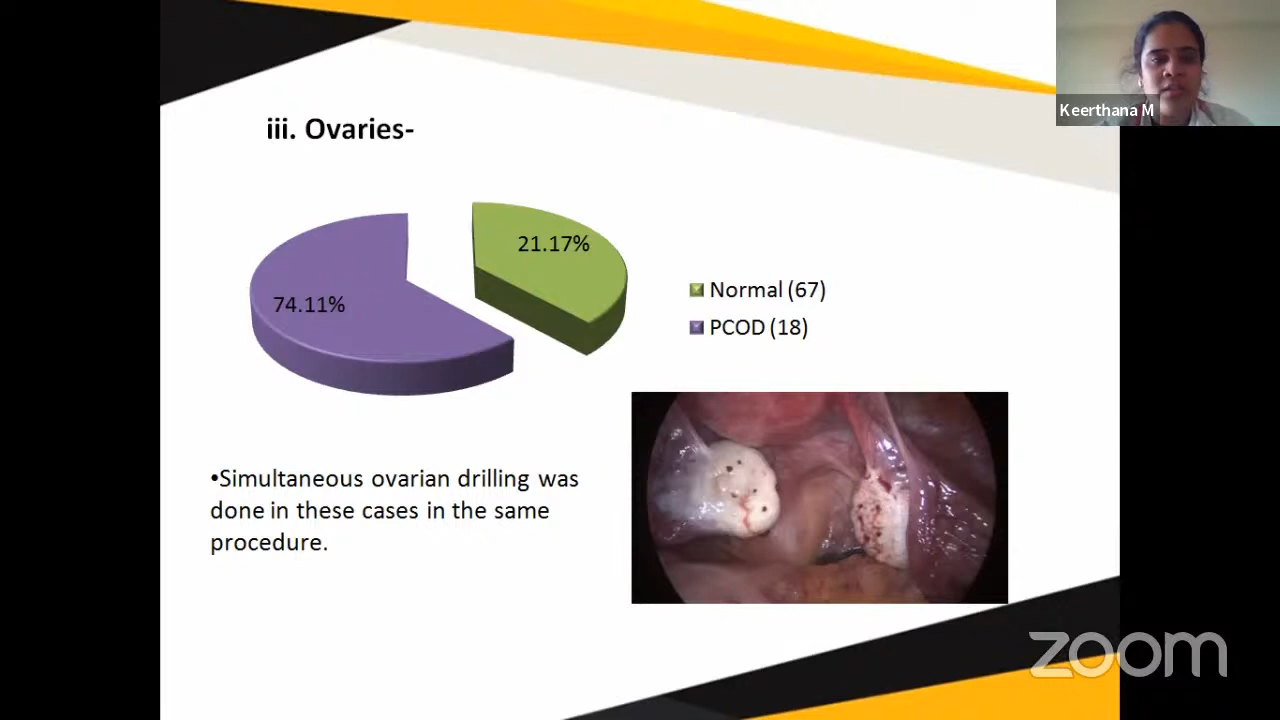 Keerthana M
iii. Ovaries-
21.17%
74.11%
Normal (67)
PCOD (18)
•Simultaneous ovarian drilling was
done in these cases in the same
procedure.
zoom